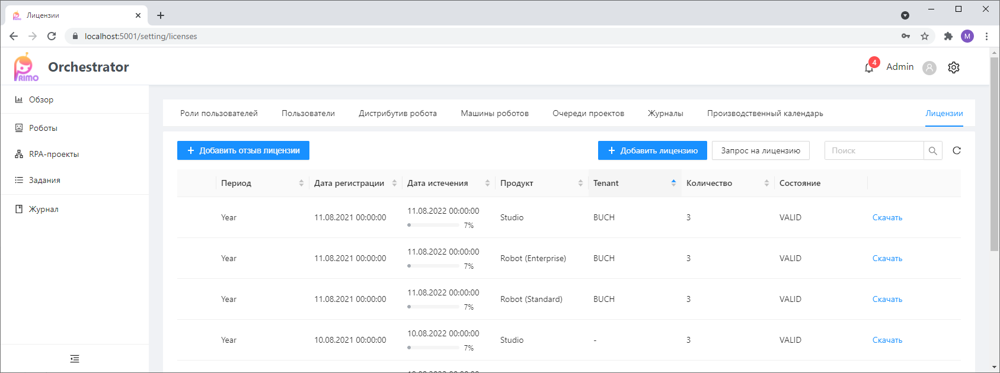 Лицензии
localhost:5001/setting/licenses
M
PRIMO
Orchestrator
4
Admin
Обзор
Роботы
RPA-проекты
Задания
Журнал
Роли пользователей Пользователи Дистрибутив робота Машины роботов Очереди проектов Журналы Производственный календарь Лицензии
+ Добавить отзыв лицензии + Добавить лицензию Запрос на лицензию Поиск
Период Дата регистрации Дата истечения Продукт Tenant Количество Состояние
Year 11.08.2021 00:00:00 11.08.2022 00:00:00 Studio BUCH 3 VALID Скачать
7%
Year 11.08.2021 00:00:00 11.08.2022 00:00:00 Robot (Enterprise) BUCH 3 VALID Скачать
7%
Year 11.08.2021 00:00:00 11.08.2022 00:00:00 Robot (Standard) BUCH 3 VALID Скачать
7%
Year 10.08.2021 00:00:00 10.08.2022 00:00:00 Studio - 3 VALID Скачать
7%